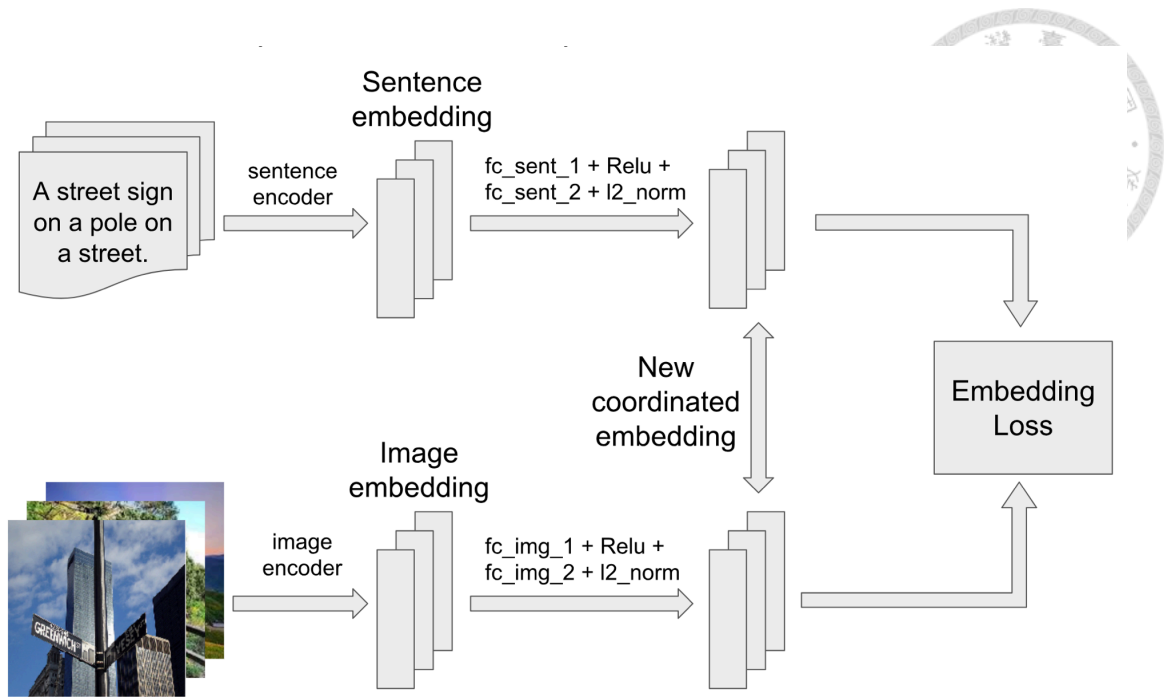 Sentence
embedding
sentence
encoder
fc_sent_1 + Relu +
fc_sent_2 + l2_norm
A street sign
on a pole on
a street.
New
coordinated
embedding
Embedding
Loss
Image
embedding
image
encoder
fc_img_1 + Relu +
fc_img_2 + l2_norm
GREENWICH
VESEY